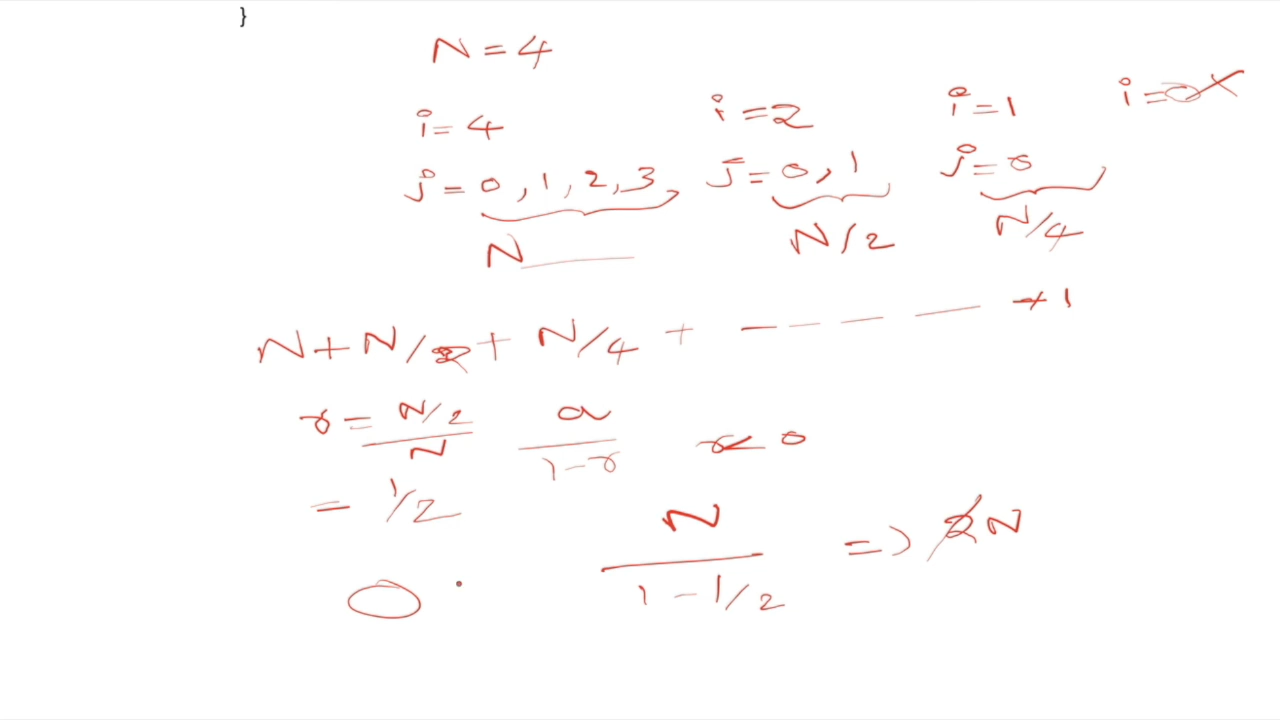 }
N = 4
i = 4 i = 2 i = 1 i = 0
j = 0, 1, 2, 3 j = 0, 1 j = 0
N N/2 N/4
N + N/2 + N/4 + - - - - + 1
r = N/2 / N a / 1-r r < 0
= 1/2
N / 1 - 1/2 => 2N
O